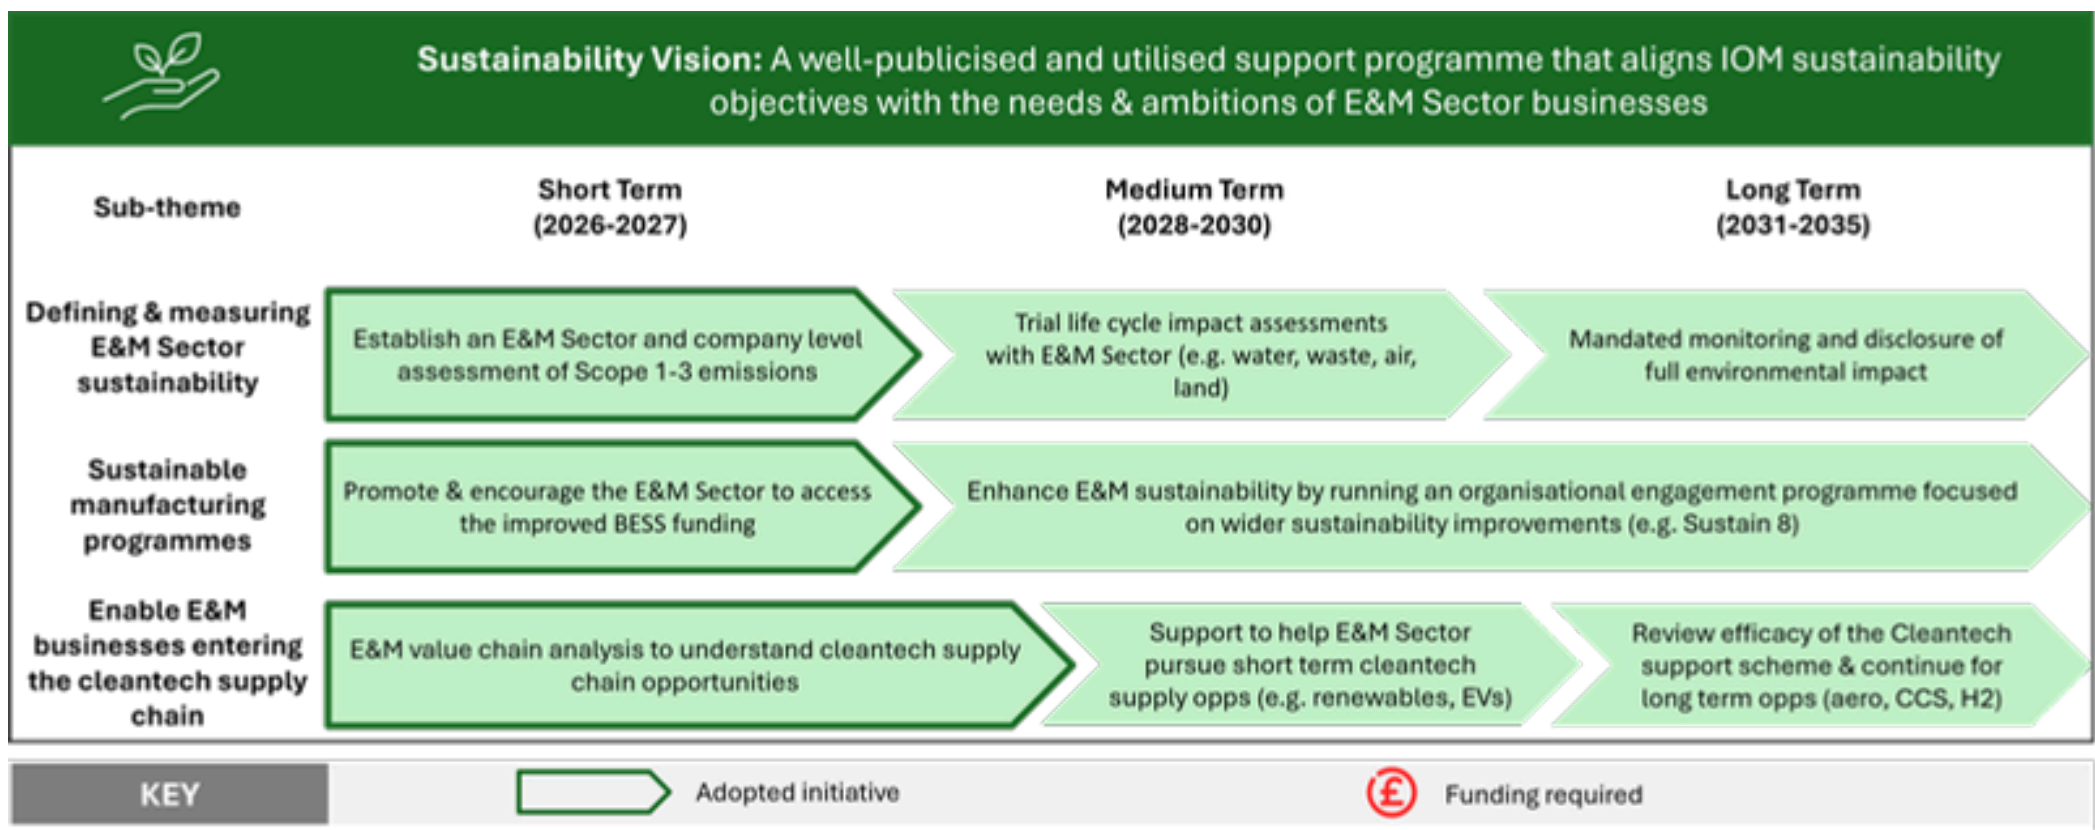 Sustainability Vision: A well-publicised and utilised support programme that aligns IOM sustainability
objectives with the needs & ambitions of E&M Sector businesses
Sub-theme
Short Term
(2026-2027)
Medium Term
(2028-2030)
Long Term
(2031-2035)
Defining & measuring
E&M Sector
sustainability
Establish an E&M Sector and company level
assessment of Scope 1-3 emissions
Trial life cycle impact assessments
with E&M Sector (e.g. water, waste, air,
land)
Mandated monitoring and disclosure of
full environmental impact
Sustainable
manufacturing
programmes
Promote & encourage the E&M Sector to access
the improved BESS funding
Enhance E&M sustainability by running an organisational engagement programme focused
on wider sustainability improvements (e.g. Sustain 8)
Enable E&M
businesses entering
the cleantech supply
chain
E&M value chain analysis to understand cleantech supply
chain opportunities
Support to help E&M Sector
pursue short term cleantech
supply opps (e.g. renewables, EVs)
Review efficacy of the Cleantech
support scheme & continue for
long term opps (aero, CCS, H2)
KEY
Adopted initiative
£
Funding required